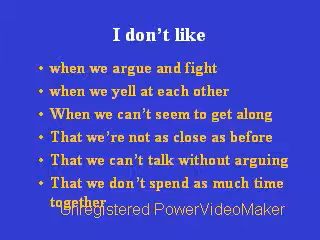 I don't like
• when we argue and fight
• when we yell at each other
• When we can't seem to get along
• That we're not as close as before
• That we can't talk without arguing
• That we don't spend as much time
together
Unregistered PowerVideoMaker